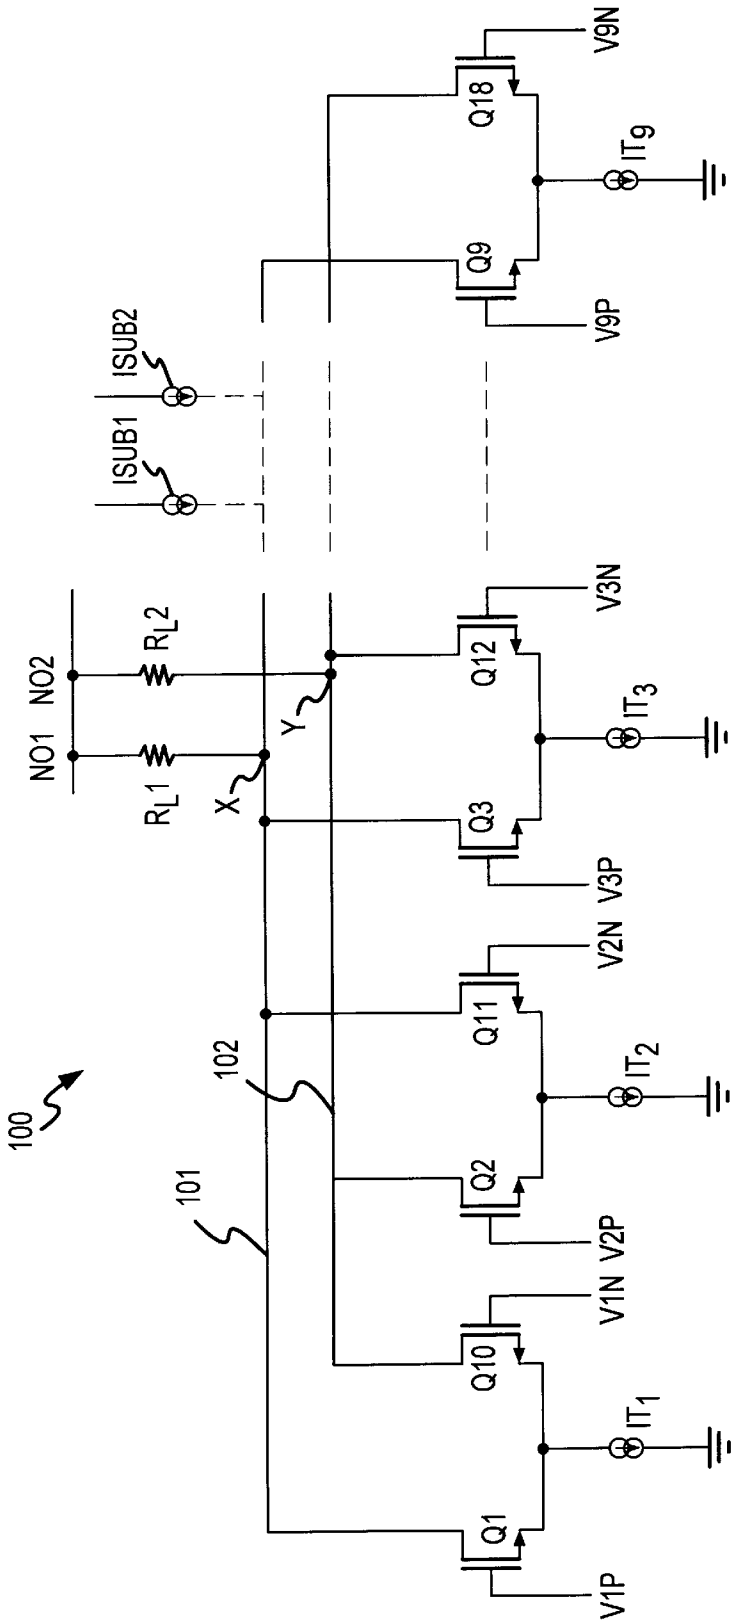 100
101
102
NO1 NO2
RL1
RL2
X
Y
ISUB1
ISUB2
Q1
Q10
Q2
Q11
Q3
Q12
Q9
Q18
IT1
IT2
IT3
IT9
V1P
V1N
V2P
V2N
V3P
V3N
V9P
V9N